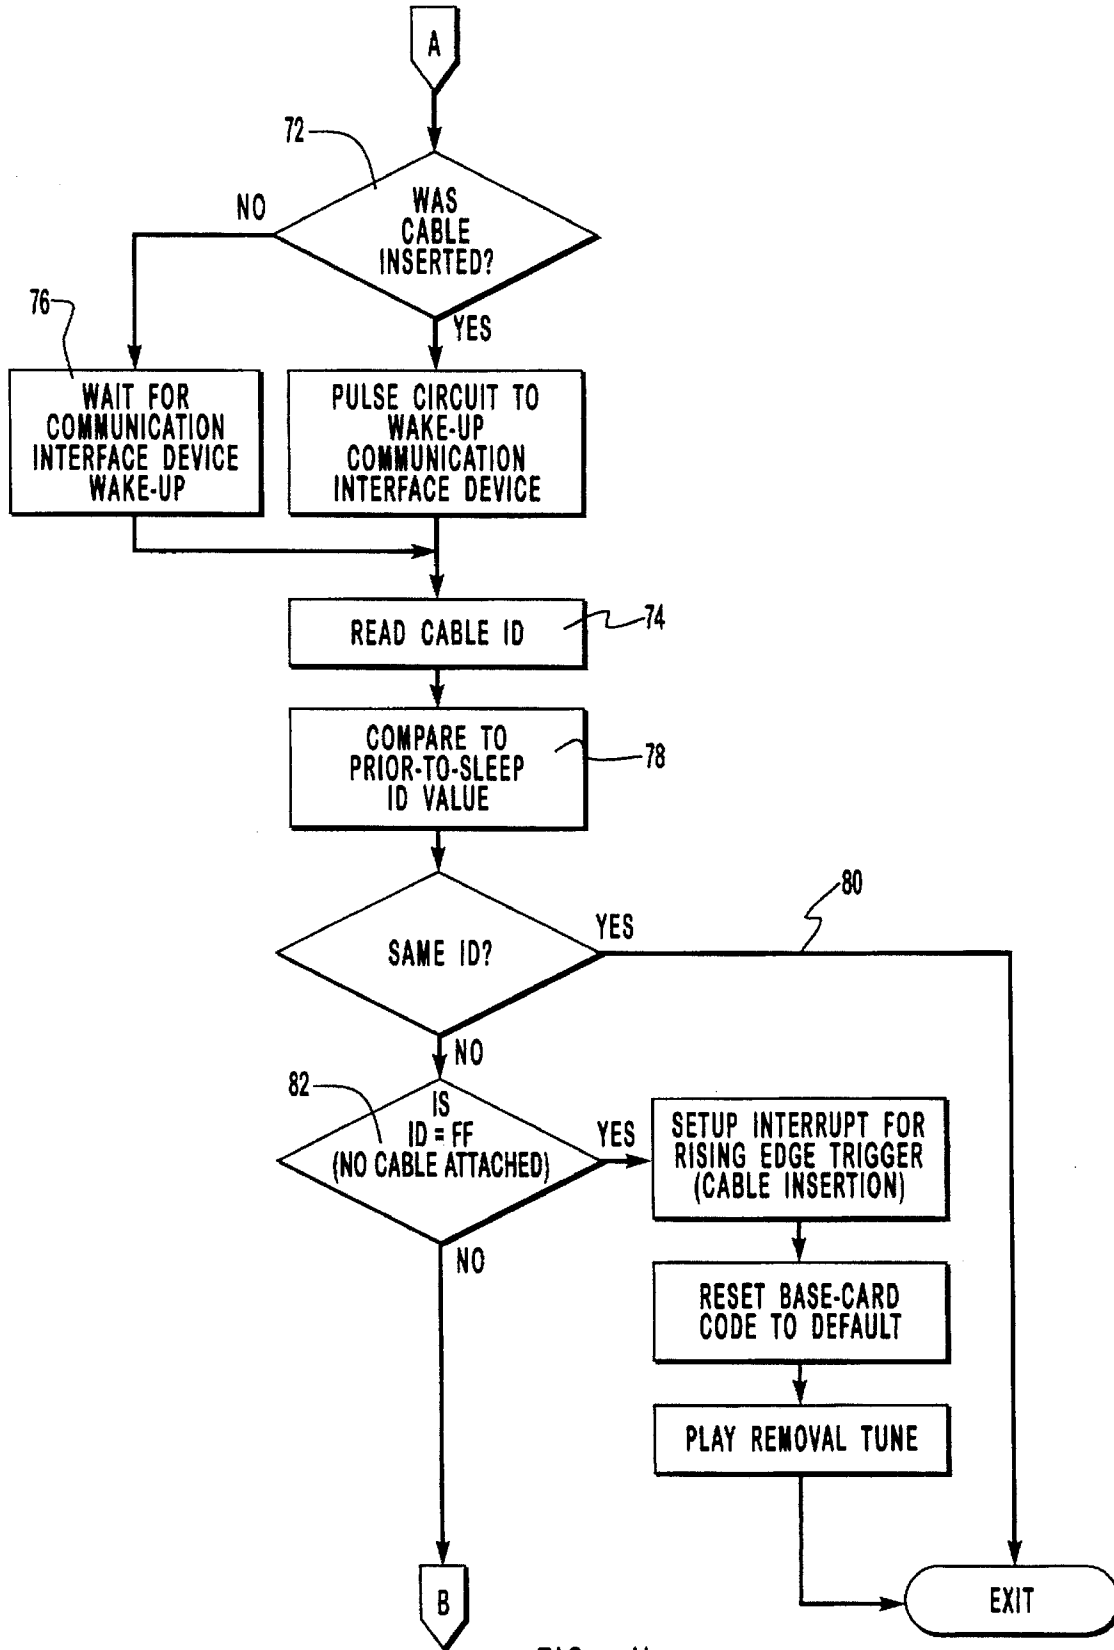 A
72
WAS
CABLE
INSERTED?
NO
YES
76
WAIT FOR
COMMUNICATION
INTERFACE DEVICE
WAKE-UP
PULSE CIRCUIT TO
WAKE-UP
COMMUNICATION
INTERFACE DEVICE
READ CABLE ID
74
COMPARE TO
PRIOR-TO-SLEEP
ID VALUE
78
SAME ID?
YES
80
NO
82
IS
ID = FF
(NO CABLE ATTACHED)
YES
SETUP INTERRUPT FOR
RISING EDGE TRIGGER
(CABLE INSERTION)
NO
RESET BASE-CARD
CODE TO DEFAULT
PLAY REMOVAL TUNE
B
EXIT